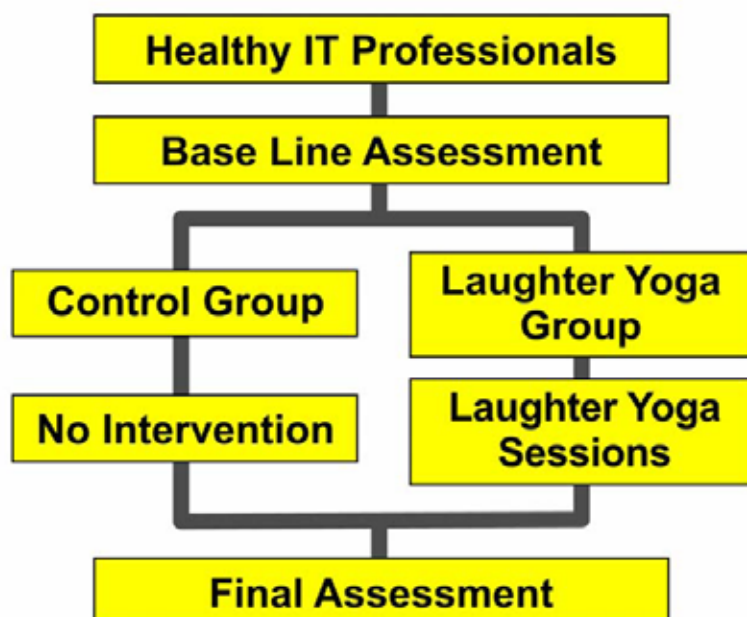 Healthy IT Professionals
Base Line Assessment
Control Group
Laughter Yoga
Group
No Intervention
Laughter Yoga
Sessions
Final Assessment